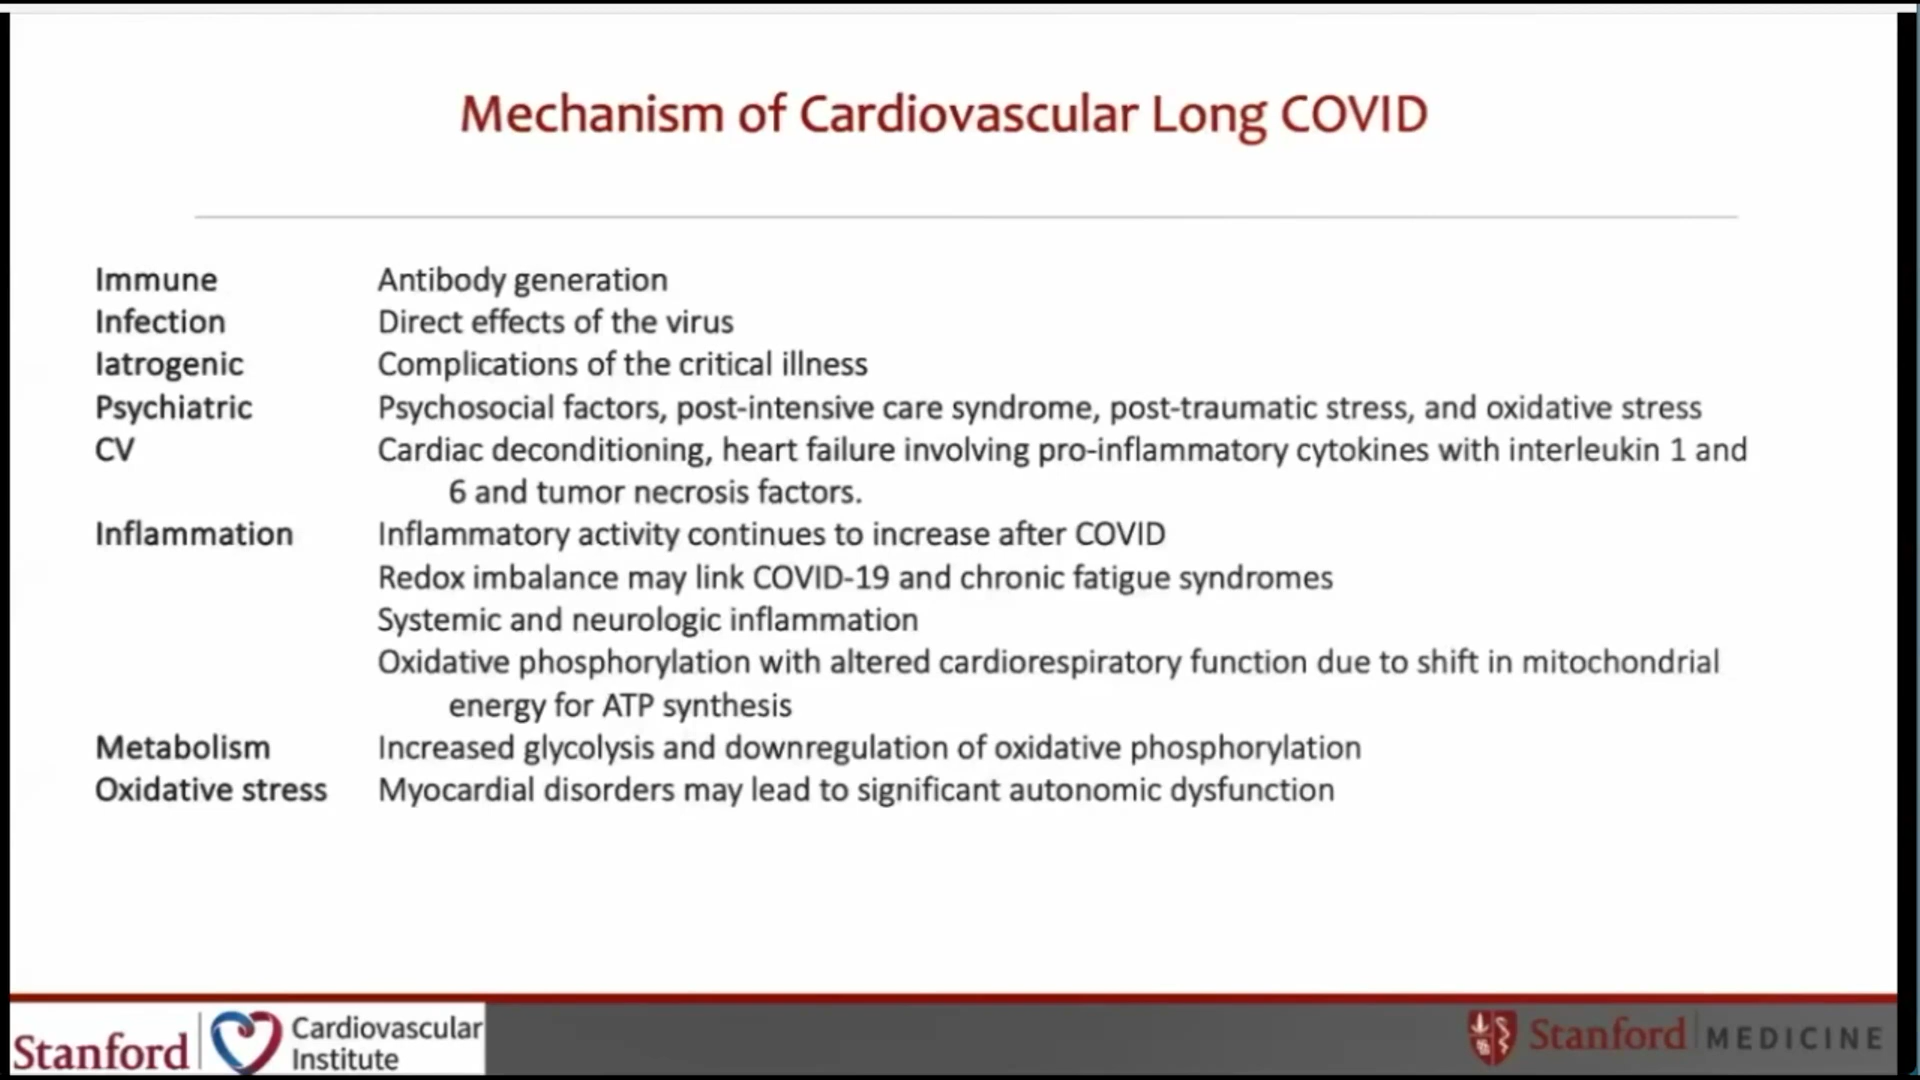 Mechanism of Cardiovascular Long COVID
Immune Antibody generation
Infection Direct effects of the virus
Iatrogenic Complications of the critical illness
Psychiatric Psychosocial factors, post-intensive care syndrome, post-traumatic stress, and oxidative stress
CV Cardiac deconditioning, heart failure involving pro-inflammatory cytokines with interleukin 1 and
6 and tumor necrosis factors.
Inflammation Inflammatory activity continues to increase after COVID
Redox imbalance may link COVID-19 and chronic fatigue syndromes
Systemic and neurologic inflammation
Oxidative phosphorylation with altered cardiorespiratory function due to shift in mitochondrial
energy for ATP synthesis
Metabolism Increased glycolysis and downregulation of oxidative phosphorylation
Oxidative stress Myocardial disorders may lead to significant autonomic dysfunction
Stanford
Cardiovascular
Institute
Stanford MEDICINE